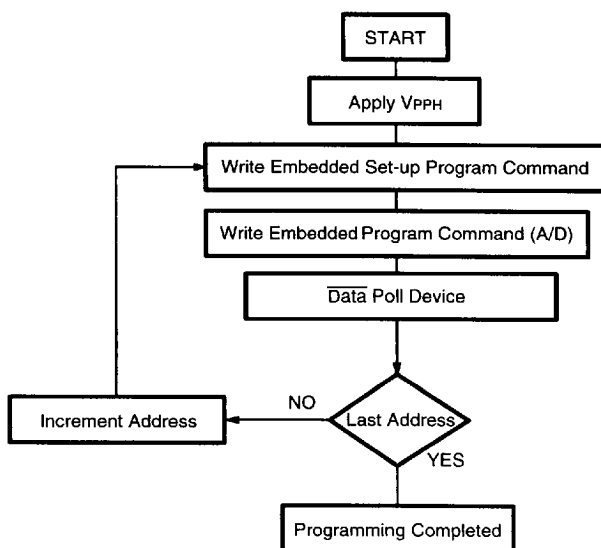 START
Apply VPPH
Write Embedded Set-up Program Command
Write Embedded Program Command (A/D)
Data Poll Device
Last Address
NO
YES
Increment Address
Programming Completed